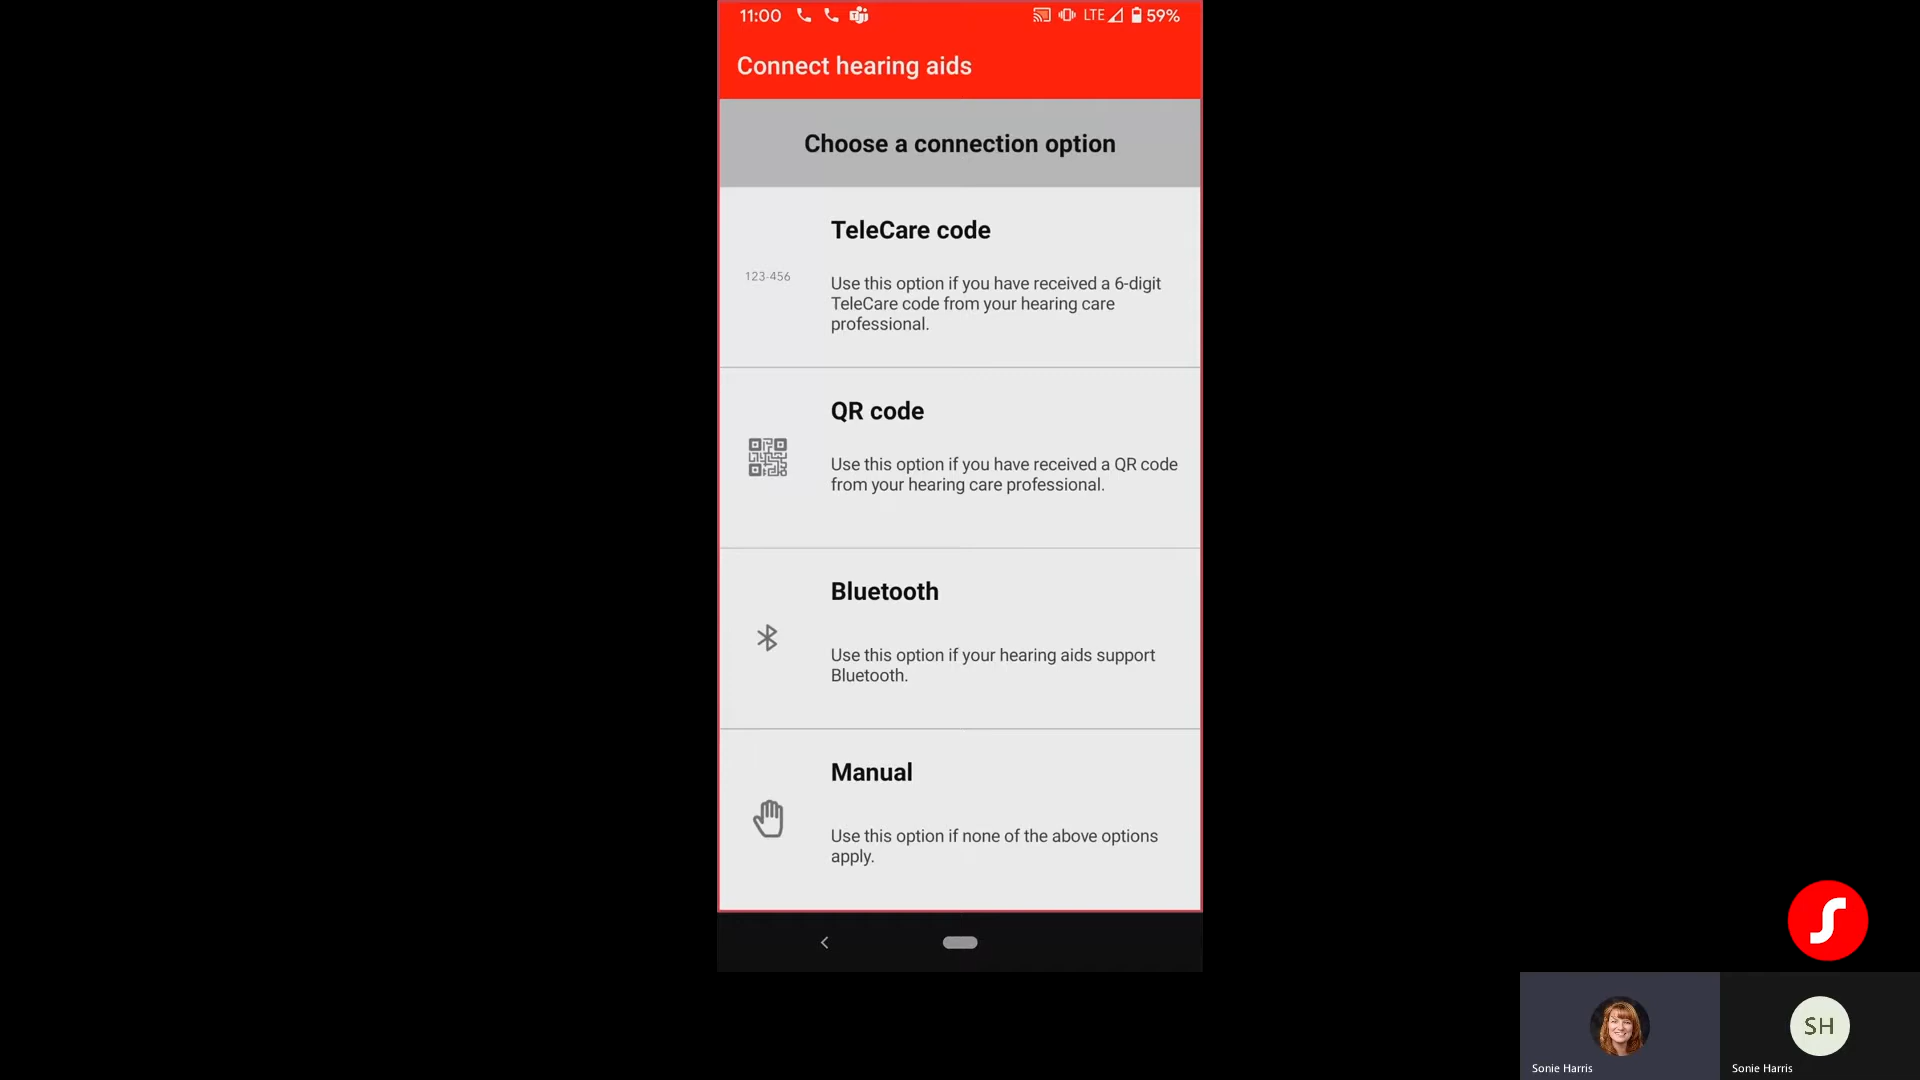 11:00 LTE 59%
Connect hearing aids
Choose a connection option
TeleCare code
123-456
Use this option if you have received a 6-digit
TeleCare code from your hearing care
professional.
QR code
Use this option if you have received a QR code
from your hearing care professional.
Bluetooth
Use this option if your hearing aids support
Bluetooth.
Manual
Use this option if none of the above options
apply.
SH
Sonie Harris
Sonie Harris